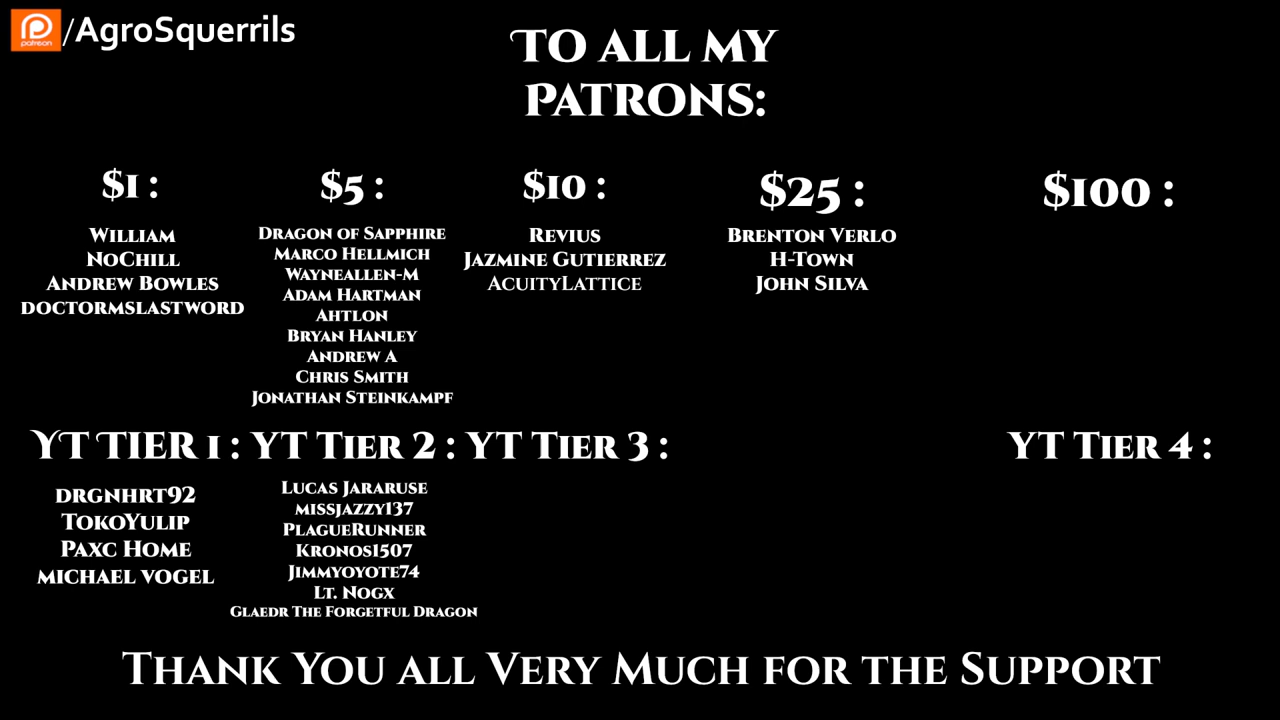 patreon
/AgroSquerrils
To all my
Patrons:
$1 :
William
NoChill
Andrew Bowles
doctormslastword
$5 :
Dragon of Sapphire
Marco Hellmich
Wayneallen-M
Adam Hartman
Ahtlon
Bryan Hanley
Andrew A
Chris Smith
Jonathan Steinkampf
$10 :
Revius
Jazmine Gutierrez
AcuityLattice
$25 :
Brenton Verlo
H-Town
John Silva
$100 :
YT Tier 1 :
drgnhrt92
TokoYulip
Paxc Home
michael vogel
YT Tier 2 :
Lucas Jararuse
missjazzy137
PlagueRunner
Kronos1507
Jimmyoyote74
Lt. Nogx
Glaedr The Forgetful Dragon
YT Tier 3 :
YT Tier 4 :
Thank You all Very Much for the Support